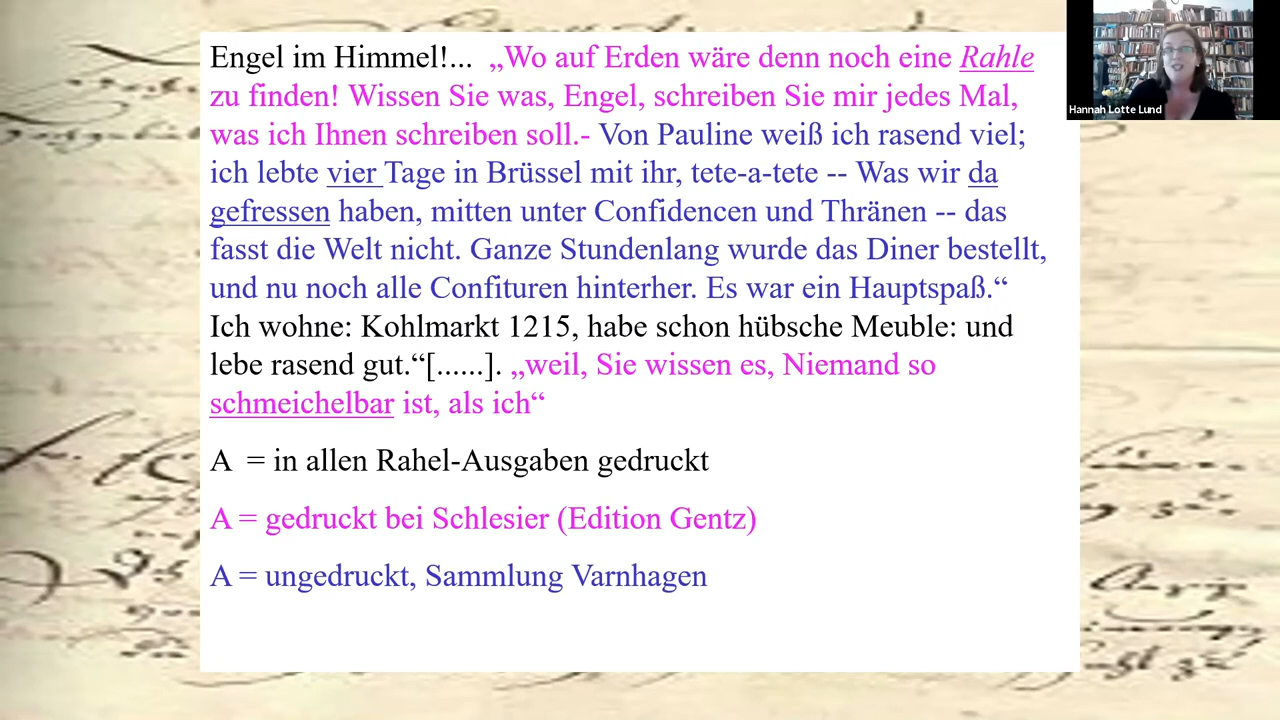 Engel im Himmel!...  „Wo auf Erden wäre denn noch eine Rahle
zu finden! Wissen Sie was, Engel, schreiben Sie mir jedes Mal,
was ich Ihnen schreiben soll.- Von Pauline weiß ich rasend viel;
ich lebte vier Tage in Brüssel mit ihr, tete-a-tete -- Was wir da
gefressen haben, mitten unter Confidencen und Thränen -- das
fasst die Welt nicht. Ganze Stundenlang wurde das Diner bestellt,
und nu noch alle Confituren hinterher. Es war ein Hauptspaß.“
Ich wohne: Kohlmarkt 1215, habe schon hübsche Meuble: und
lebe rasend gut.“[......]. „weil, Sie wissen es, Niemand so
schmeichelbar ist, als ich“
A  = in allen Rahel-Ausgaben gedruckt
A = gedruckt bei Schlesier (Edition Gentz)
A = ungedruckt, Sammlung Varnhagen
Hannah Lotte Lund